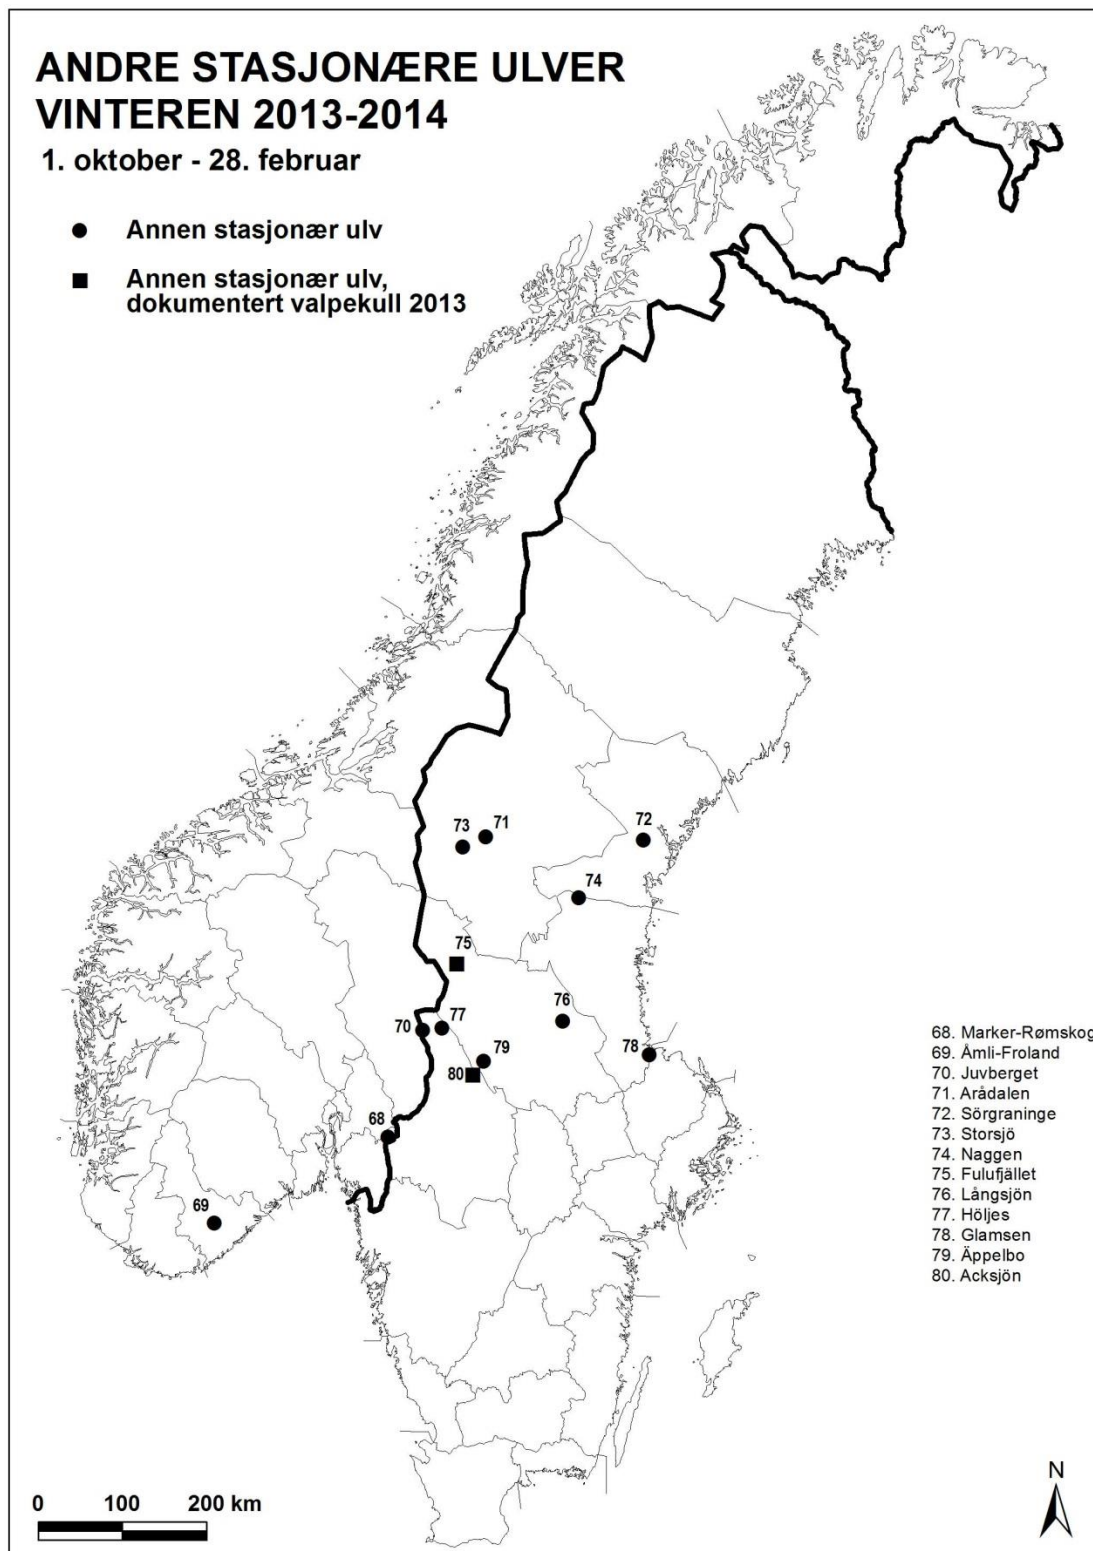 ANDRE STASJONÆRE ULVER
VINTEREN 2013-2014
1. oktober - 28. februar
Annen stasjonær ulv
Annen stasjonær ulv,
dokumentert valpekull 2013
73
71
72
74
75
76
70
77
78
79
80
68
69
68. Marker-Rømskog
69. Åmli-Froland
70. Juvberget
71. Arådalen
72. Sörgraninge
73. Storsjö
74. Naggen
75. Fulufjället
76. Långsjön
77. Höljes
78. Glamsen
79. Äppelbo
80. Acksjön
0 100 200 km
N